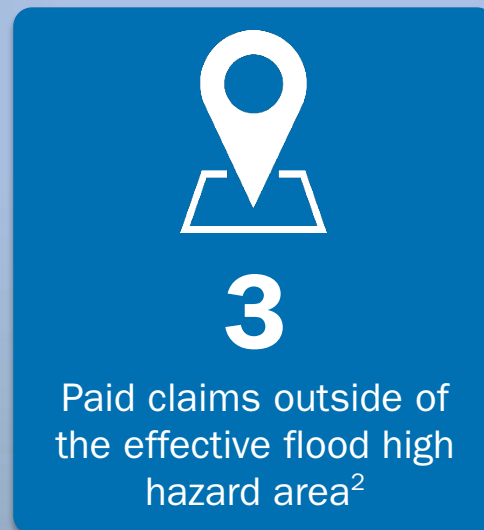 3
Paid claims outside of
the effective flood high
hazard area²